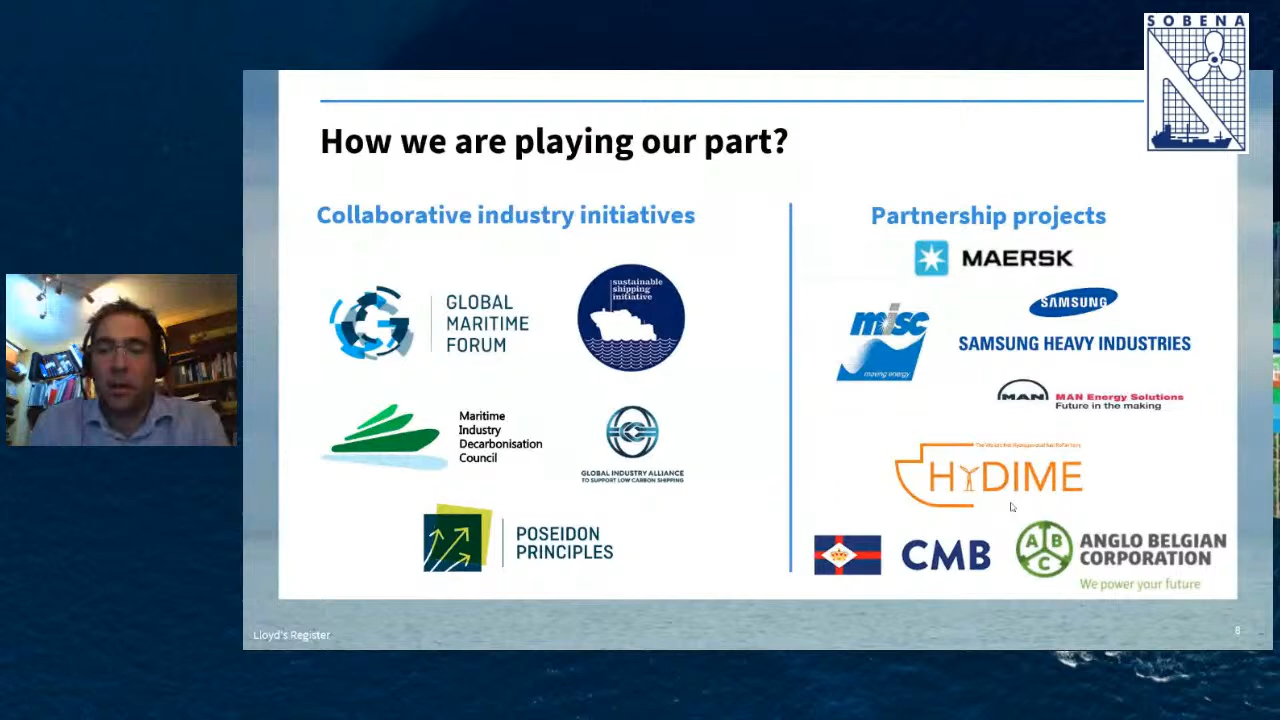 SOBENA
How we are playing our part?
Collaborative industry initiatives
GLOBAL
MARITIME
FORUM
sustainable
shipping
initiative
Maritime
Industry
Decarbonisation
Council
GLOBAL INDUSTRY ALLIANCE
TO SUPPORT LOW CARBON SHIPPING
POSEIDON
PRINCIPLES
Partnership projects
MAERSK
misc
moving energy
SAMSUNG
SAMSUNG HEAVY INDUSTRIES
MAN
MAN Energy Solutions
Future in the making
HYDIME
CMB
A B C
ANGLO BELGIAN
CORPORATION
We power your future
Lloyd's Register
8